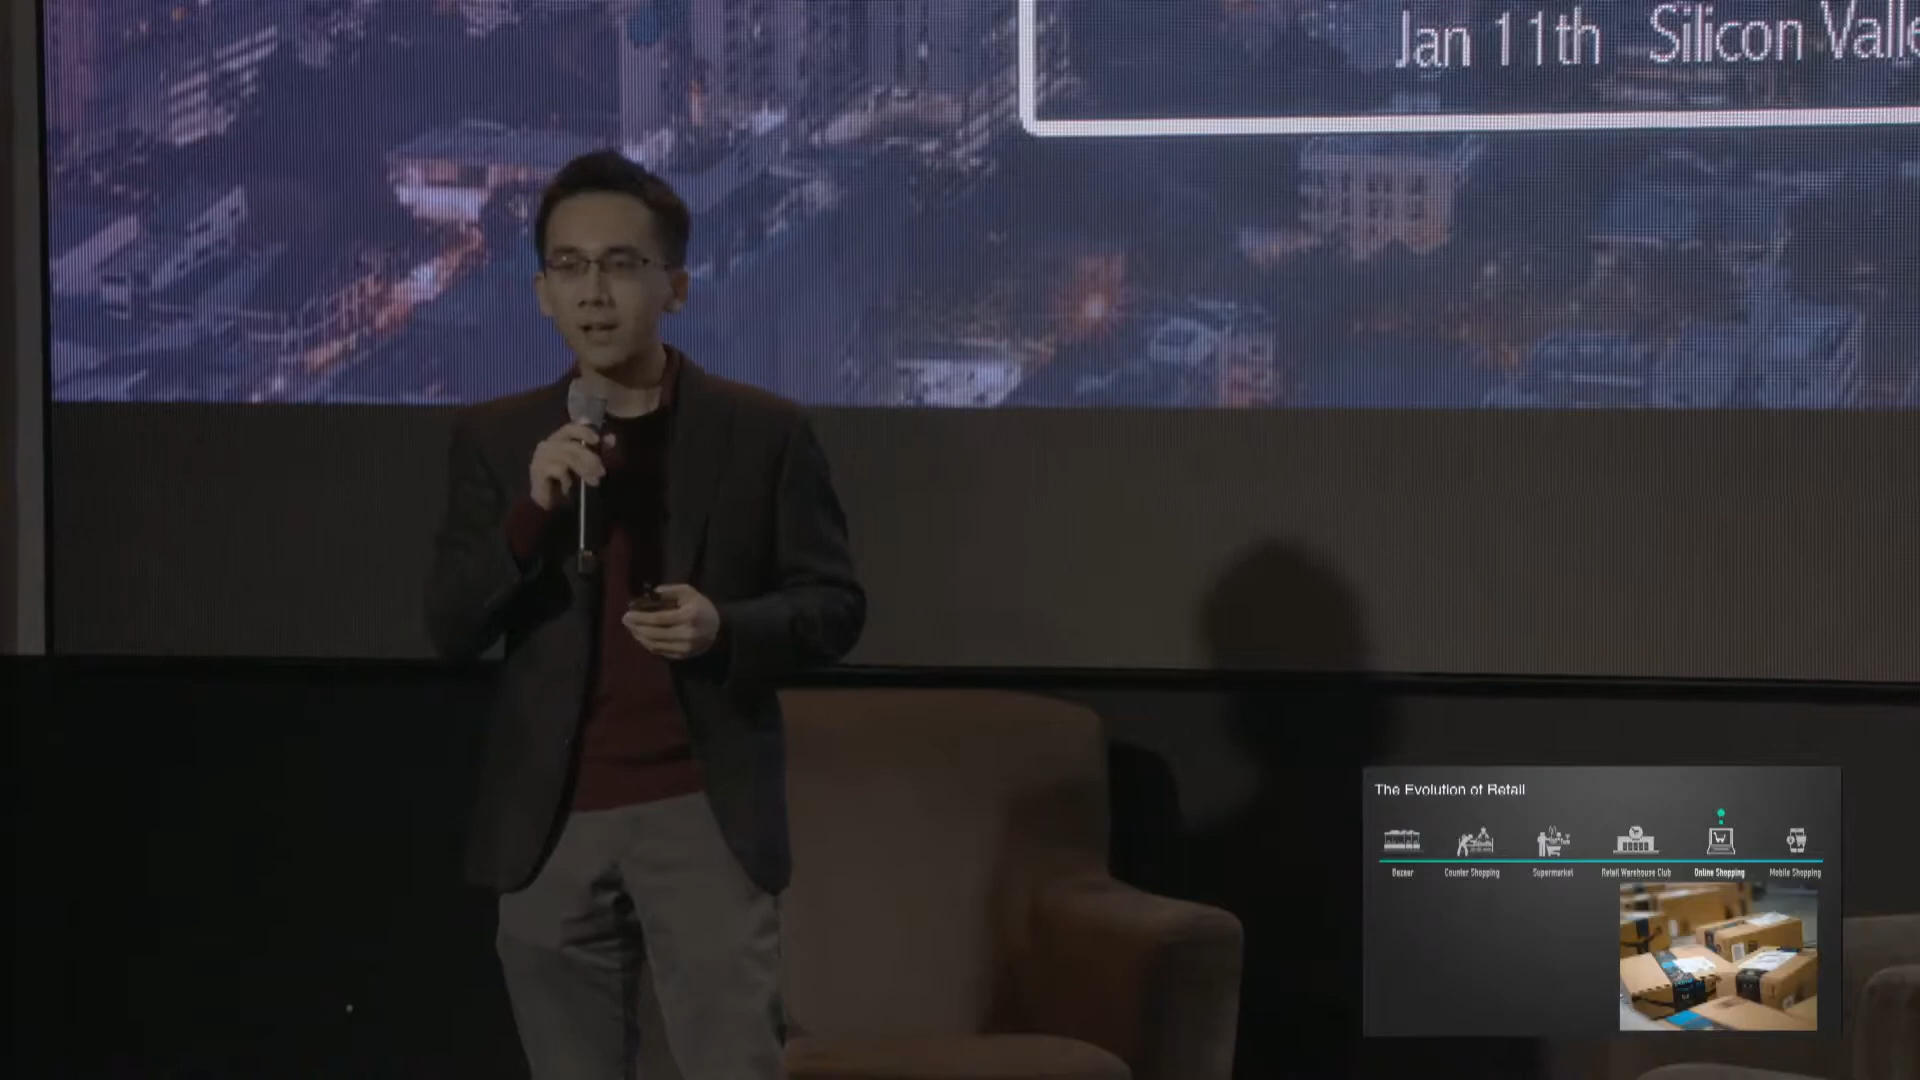 Jan 11th Silicon Valle
The Evolution of Retail
Bazaar
Counter Shopping
Supermarket
Retail Warehouse Club
Online Shopping
Mobile Shopping